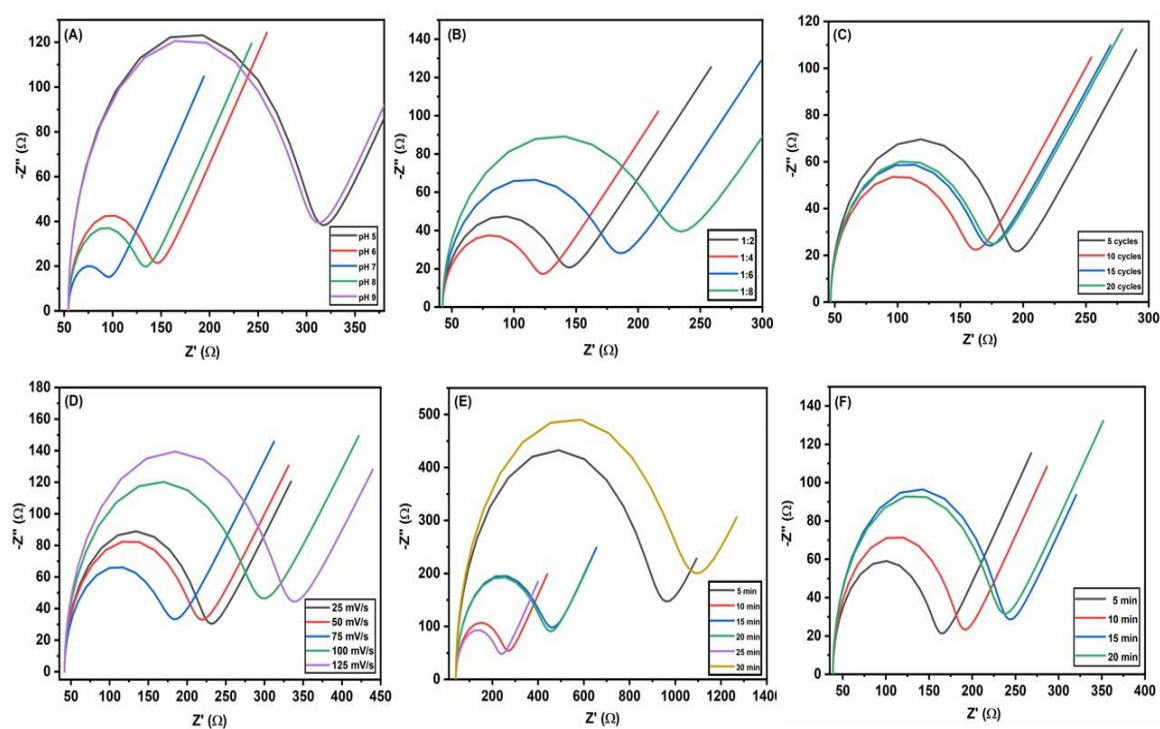 (A)
-Z'' (Ω)
120
100
80
60
40
20
0
50 100 150 200 250 300 350
Z' (Ω)
pH 5
pH 6
pH 7
pH 8
pH 9
(B)
-Z'' (Ω)
140
120
100
80
60
40
20
0
50 100 150 200 250 300
Z' (Ω)
1:2
1:4
1:6
1:8
(C)
-Z'' (Ω)
120
100
80
60
40
20
0
50 100 150 200 250 300
Z' (Ω)
5 cycles
10 cycles
15 cycles
20 cycles
(D)
-Z'' (Ω)
180
160
140
120
100
80
60
40
20
0
50 100 150 200 250 300 350 400 450
Z' (Ω)
25 mV/s
50 mV/s
75 mV/s
100 mV/s
125 mV/s
(E)
-Z'' (Ω)
500
400
300
200
100
0
200 400 600 800 1000 1200 1400
Z' (Ω)
5 min
10 min
15 min
20 min
25 min
30 min
(F)
-Z'' (Ω)
140
120
100
80
60
40
20
0
50 100 150 200 250 300 350 400
Z' (Ω)
5 min
10 min
15 min
20 min